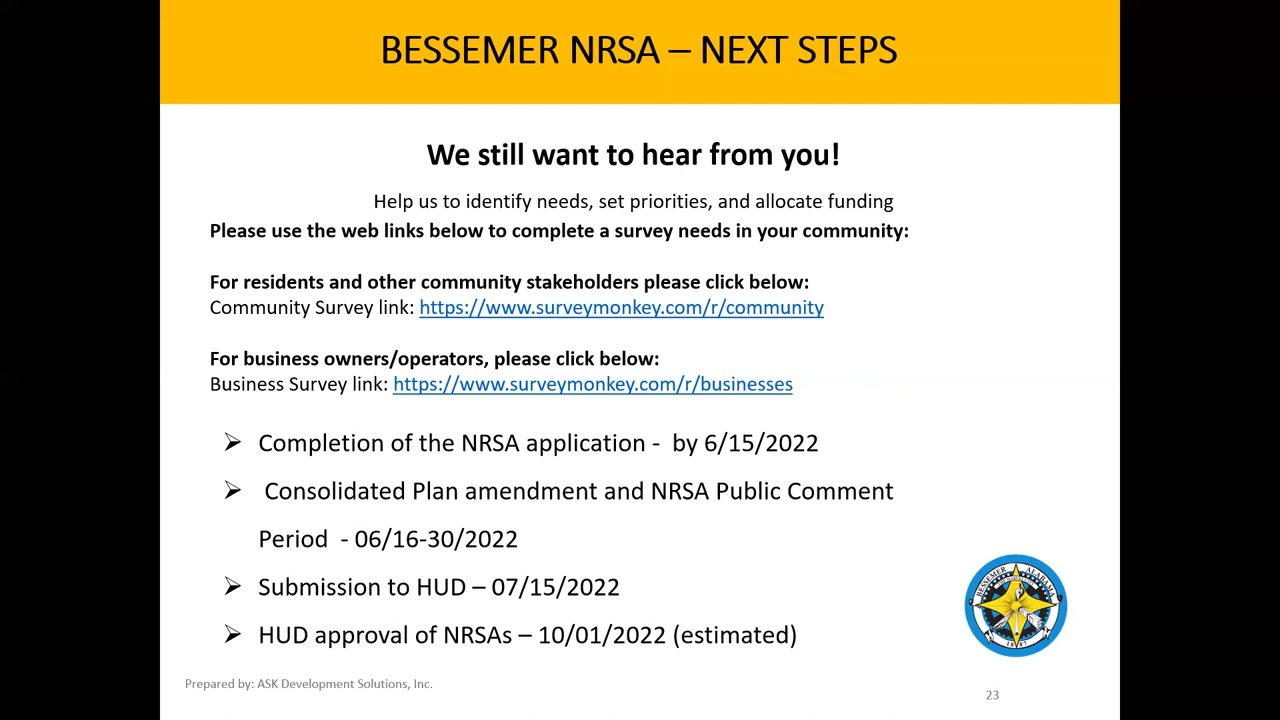 BESSEMER NRSA – NEXT STEPS
We still want to hear from you!
Help us to identify needs, set priorities, and allocate funding
Please use the web links below to complete a survey needs in your community:
For residents and other community stakeholders please click below:
Community Survey link: https://www.surveymonkey.com/r/community
For business owners/operators, please click below:
Business Survey link: https://www.surveymonkey.com/r/businesses
➢ Completion of the NRSA application - by 6/15/2022
➢ Consolidated Plan amendment and NRSA Public Comment
Period - 06/16-30/2022
➢ Submission to HUD – 07/15/2022
➢ HUD approval of NRSAs – 10/01/2022 (estimated)
BESSEMER ALABAMA
1887
Prepared by: ASK Development Solutions, Inc.
23